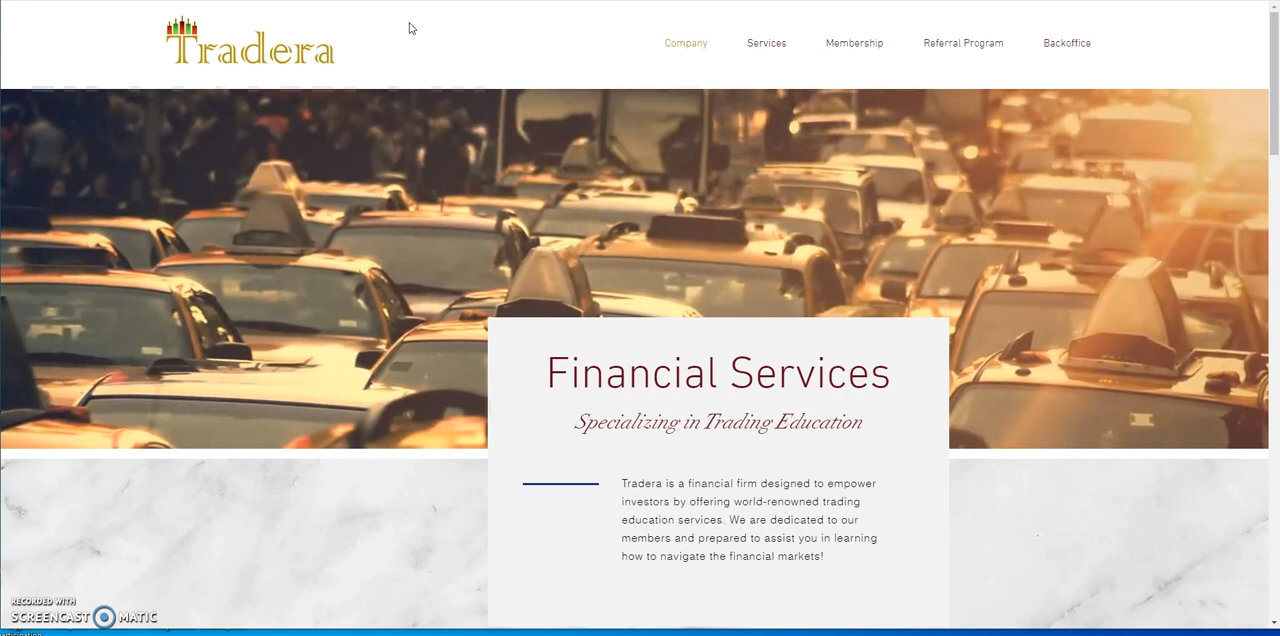 Tradera
Company Services Membership Referral Program Backoffice
Financial Services
Specializing in Trading Education
Tradera is a financial firm designed to empower
investors by offering world-renowned trading
education services. We are dedicated to our
members and prepared to assist you in learning
how to navigate the financial markets!
RECORDED WITH
SCREENCAST MATIC